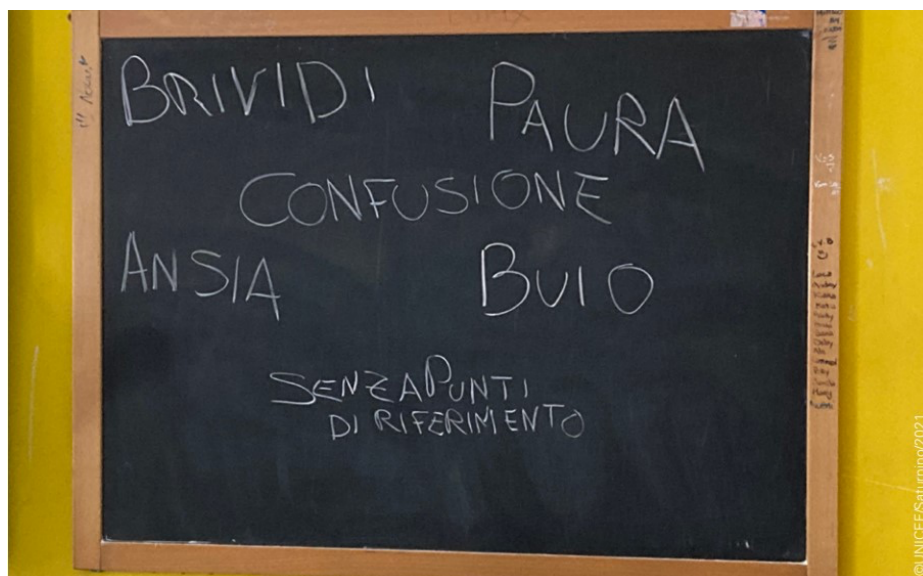 BRIVIDI PAURA
CONFUSIONE
ANSIA BUIO
SENZA PUNTI
DI RIFERIMENTO
©UNICEF/Saturnino/2021